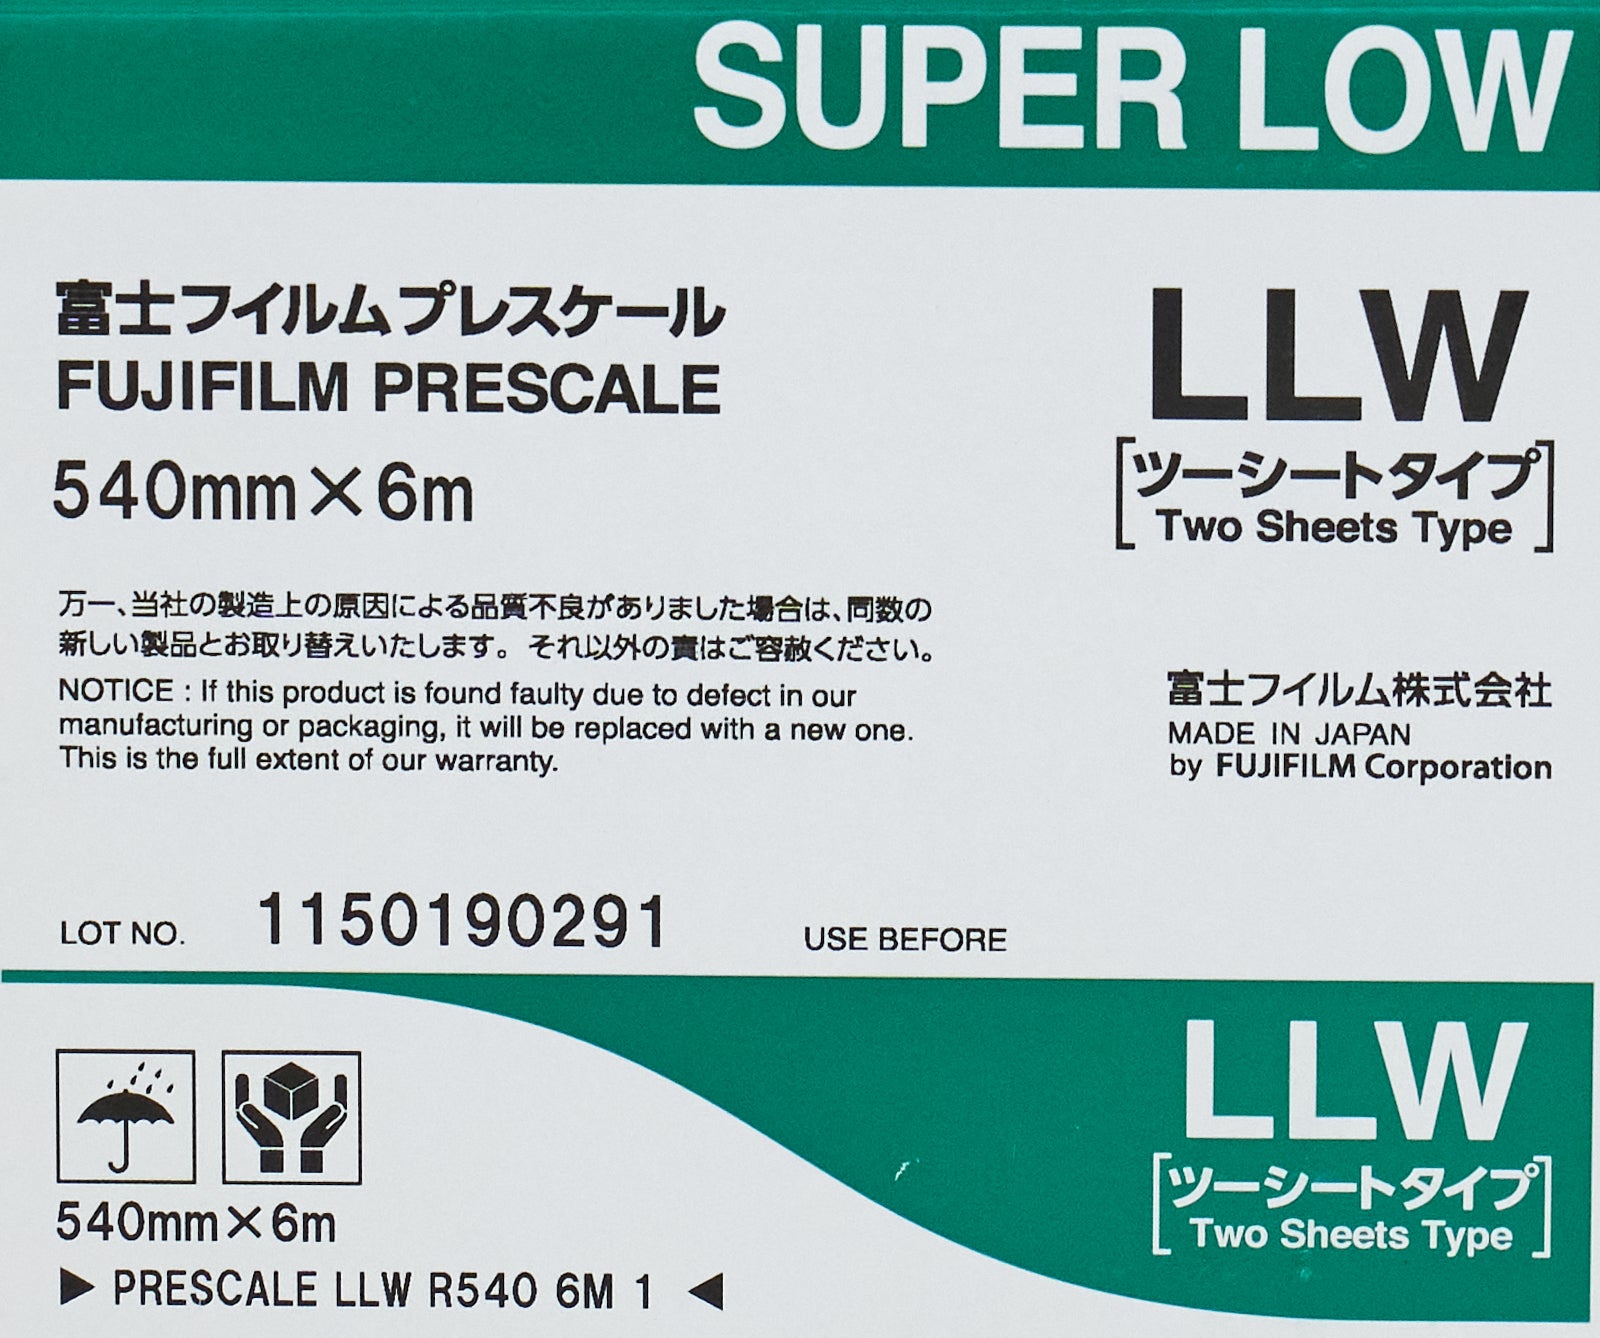 SUPER LOW
富士フイルムプレスケール
FUJIFILM PRESCALE
540mm×6m
LLW
[ツーシートタイプ
Two Sheets Type]
万一、当社の製造上の原因による品質不良がありました場合は、同数の
新しい製品とお取り替えいたします。それ以外の責はご容赦ください。
NOTICE : If this product is found faulty due to defect in our
manufacturing or packaging, it will be replaced with a new one.
This is the full extent of our warranty.
富士フイルム株式会社
MADE IN JAPAN
by FUJIFILM Corporation
LOT NO. 1150190291 USE BEFORE
LLW
[ツーシートタイプ
Two Sheets Type]
540mm×6m
▶ PRESCALE LLW R540 6M 1 ◀